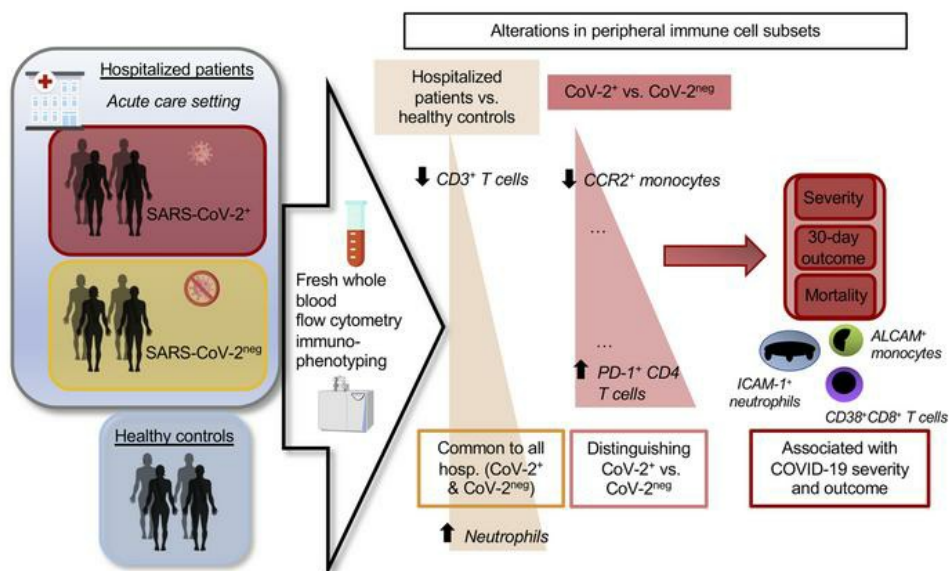 Alterations in peripheral immune cell subsets
Hospitalized patients
Acute care setting
SARS-CoV-2⁺
SARS-CoV-2ⁿᵉᵍ
Healthy controls
Fresh whole
blood
flow cytometry
immuno-
phenotyping
Hospitalized
patients vs.
healthy controls
CD3⁺ T cells
Common to all
hosp. (CoV-2⁺
& CoV-2ⁿᵉᵍ)
Neutrophils
CoV-2⁺ vs. CoV-2ⁿᵉᵍ
CCR2⁺ monocytes
...
...
PD-1⁺ CD4
T cells
Distinguishing
CoV-2⁺ vs.
CoV-2ⁿᵉᵍ
Severity
30-day
outcome
Mortality
ALCAM⁺
monocytes
ICAM-1⁺
neutrophils
CD38⁺CD8⁺ T cells
Associated with
COVID-19 severity
and outcome